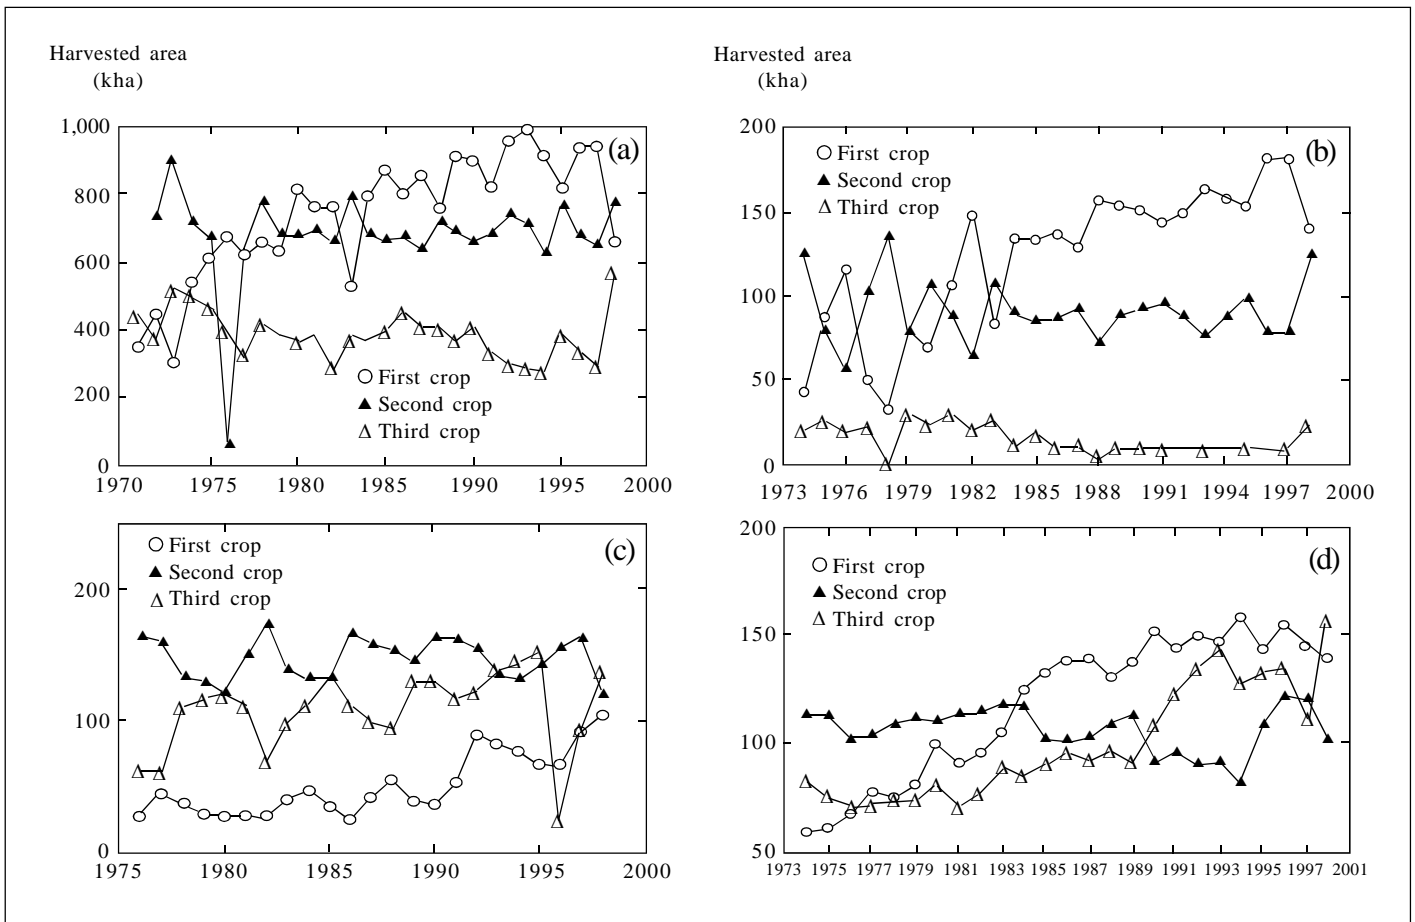 Harvested area
(kha)
1,000
800
600
400
200
0
(a)
First crop
Second crop
Third crop
1970 1975 1980 1985 1990 1995 2000
Harvested area
(kha)
200
150
100
50
0
(b)
First crop
Second crop
Third crop
1973 1976 1979 1982 1985 1988 1991 1994 1997 2000
200
100
0
(c)
First crop
Second crop
Third crop
1975 1980 1985 1990 1995 2000
200
150
100
50
(d)
First crop
Second crop
Third crop
1973 1975 1977 1979 1981 1983 1985 1987 1989 1991 1993 1995 1997 2001